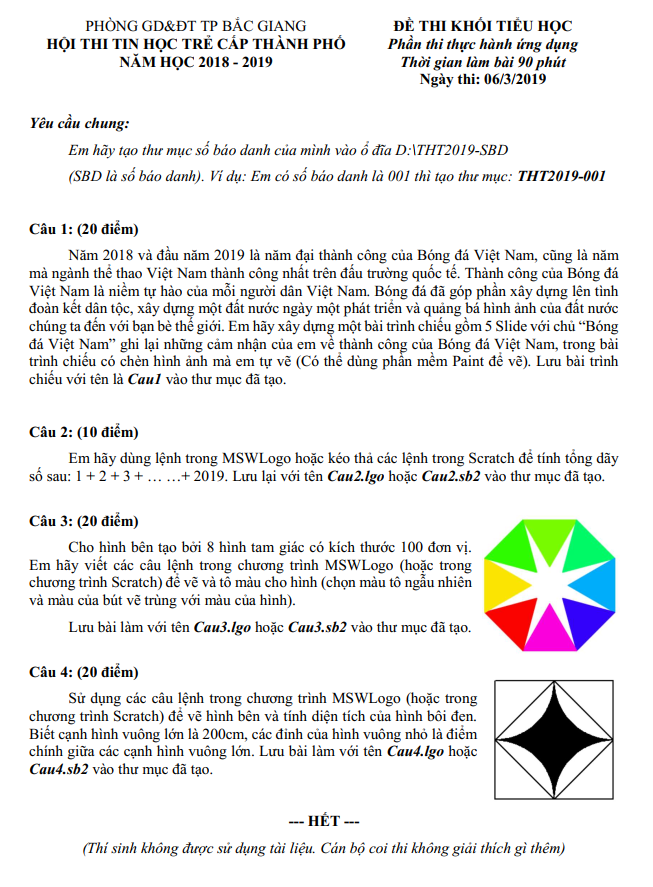 PHÒNG GD&ĐT TP BẮC GIANG
HỘI THI TIN HỌC TRẺ CẤP THÀNH PHỐ
NĂM HỌC 2018 - 2019
ĐỀ THI KHỐI TIỂU HỌC
Phần thi thực hành ứng dụng
Thời gian làm bài 90 phút
Ngày thi: 06/3/2019
Yêu cầu chung:
Em hãy tạo thư mục số báo danh của mình vào ổ đĩa D:\THT2019-SBD
(SBD là số báo danh). Ví dụ: Em có số báo danh là 001 thì tạo thư mục: THT2019-001
Câu 1: (20 điểm)
Năm 2018 và đầu năm 2019 là năm đại thành công của Bóng đá Việt Nam, cũng là năm
mà ngành thể thao Việt Nam thành công nhất trên đấu trường quốc tế. Thành công của Bóng đá
Việt Nam là niềm tự hào của mỗi người dân Việt Nam. Bóng đá đã góp phần xây dựng lên tình
đoàn kết dân tộc, xây dựng một đất nước ngày một phát triển và quảng bá hình ảnh của đất nước
chúng ta đến với bạn bè thế giới. Em hãy xây dựng một bài trình chiếu gồm 5 Slide với chủ “Bóng
đá Việt Nam” ghi lại những cảm nhận của em về thành công của Bóng đá Việt Nam, trong bài
trình chiếu có chèn hình ảnh mà em tự vẽ (Có thể dùng phần mềm Paint để vẽ). Lưu bài trình
chiếu với tên là Cau1 vào thư mục đã tạo.
Câu 2: (10 điểm)
Em hãy dùng lệnh trong MSWLogo hoặc kéo thả các lệnh trong Scratch để tính tổng dãy
số sau: 1 + 2 + 3 + … …+ 2019. Lưu lại với tên Cau2.lgo hoặc Cau2.sb2 vào thư mục đã tạo.
Câu 3: (20 điểm)
Cho hình bên tạo bởi 8 hình tam giác có kích thước 100 đơn vị.
Em hãy viết các câu lệnh trong chương trình MSWLogo (hoặc trong
chương trình Scratch) để vẽ và tô màu cho hình (chọn màu tô ngẫu nhiên
và màu của bút vẽ trùng với màu của hình).
Lưu bài làm với tên Cau3.lgo hoặc Cau3.sb2 vào thư mục đã tạo.
Câu 4: (20 điểm)
Sử dụng các câu lệnh trong chương trình MSWLogo (hoặc trong
chương trình Scratch) để vẽ hình bên và tính diện tích của hình bôi đen.
Biết cạnh hình vuông lớn là 200cm, các đỉnh của hình vuông nhỏ là điểm
chính giữa các cạnh hình vuông lớn. Lưu bài làm với tên Cau4.lgo hoặc
Cau4.sb2 vào thư mục đã tạo.
--- HẾT ---
(Thí sinh không được sử dụng tài liệu. Cán bộ coi thi không giải thích gì thêm)